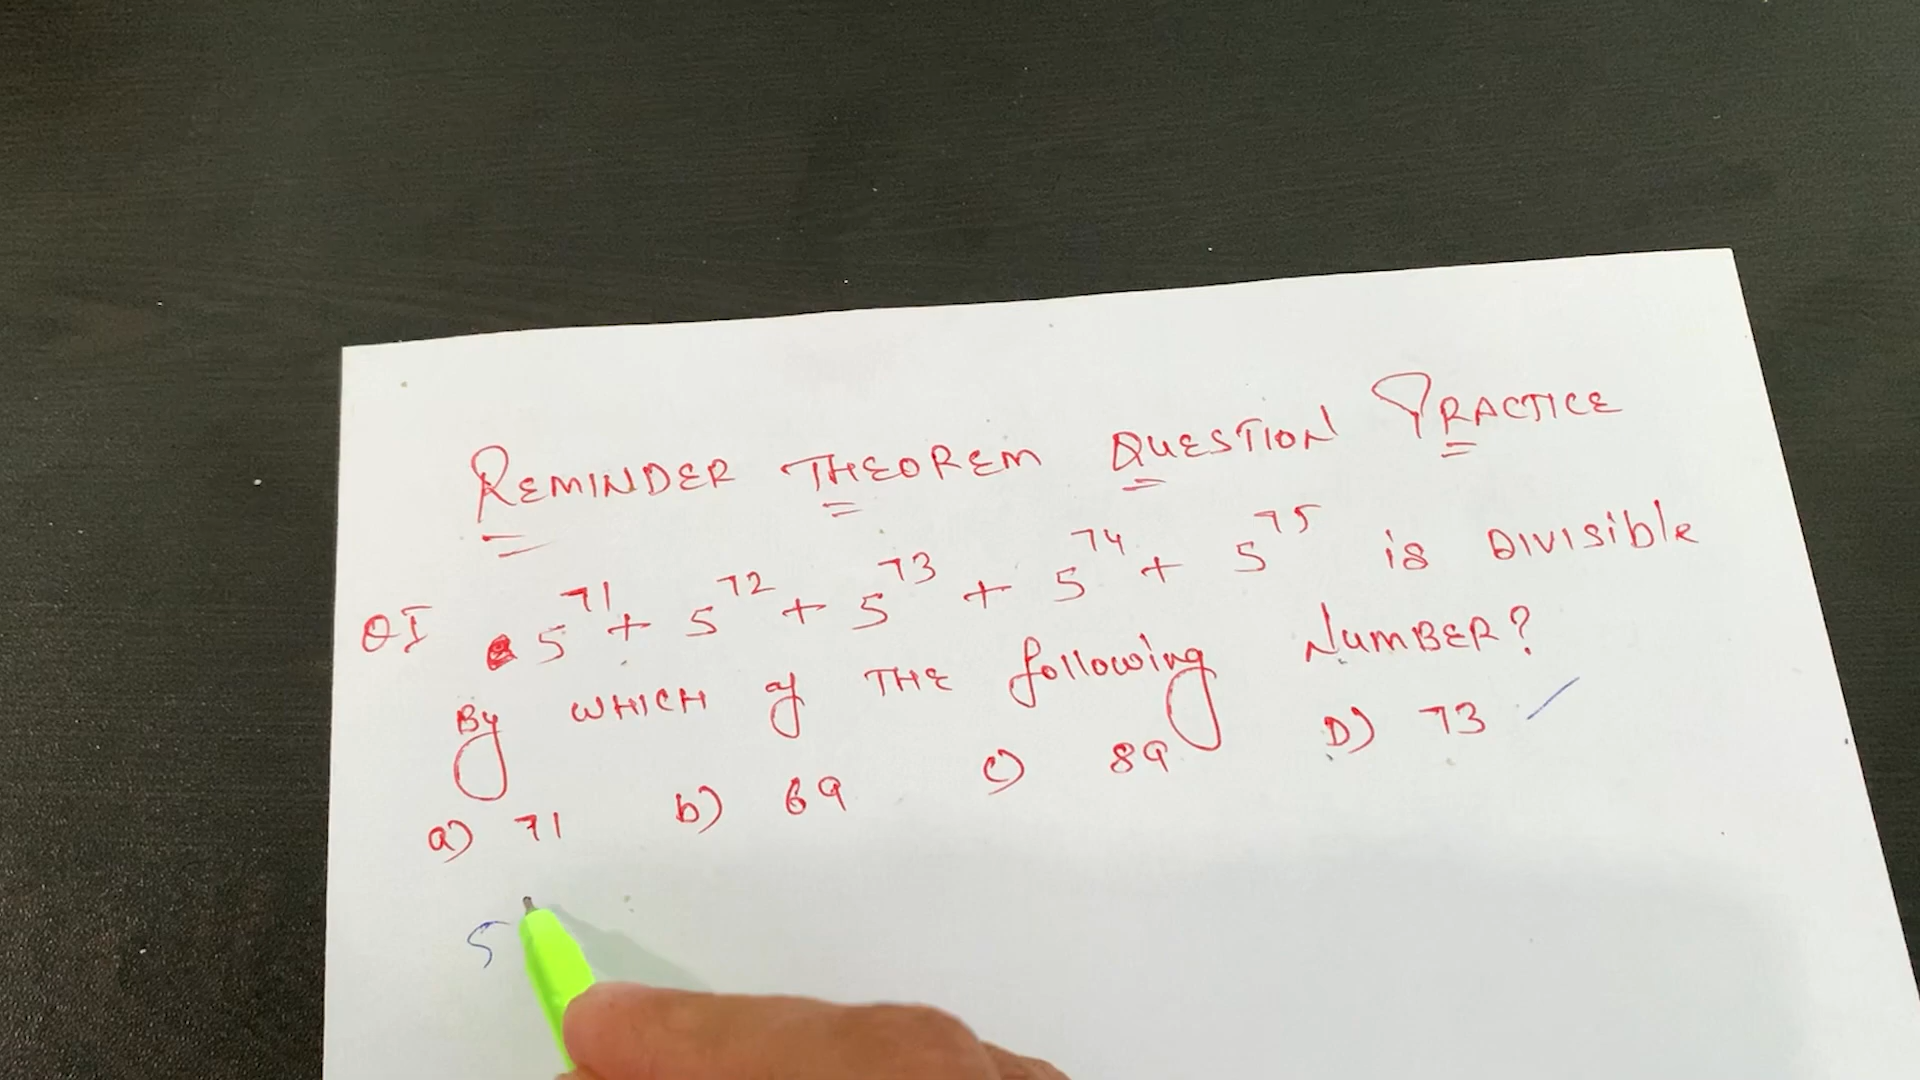 REMINDER THEOREM QUESTION PRACTICE
Q1 5^71 + 5^72 + 5^73 + 5^74 + 5^75 is DIVISible
By WHICH of THE following NumBER?
a) 71 b) 69 c) 89 D) 73
5